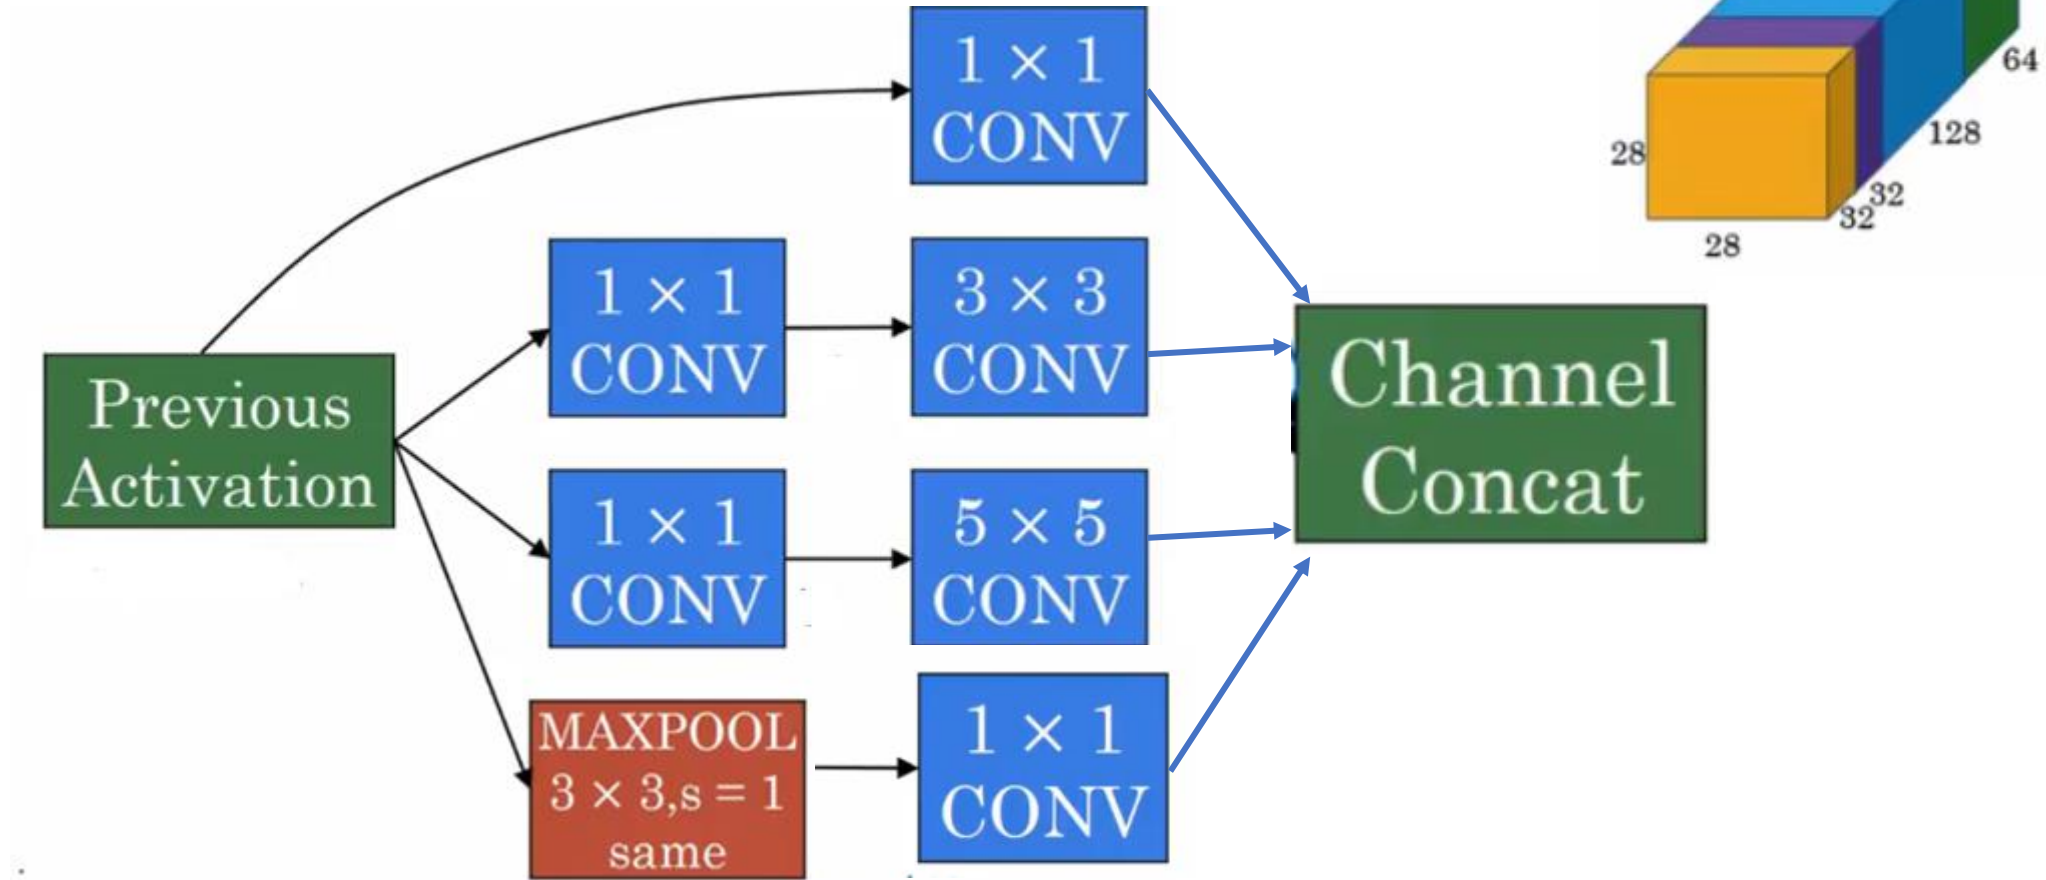 1 × 1
CONV
64
128
28
32
32
28
1 × 1
CONV
3 × 3
CONV
Previous
Activation
Channel
Concat
1 × 1
CONV
5 × 5
CONV
MAXPOOL
3 × 3,s = 1
same
1 × 1
CONV